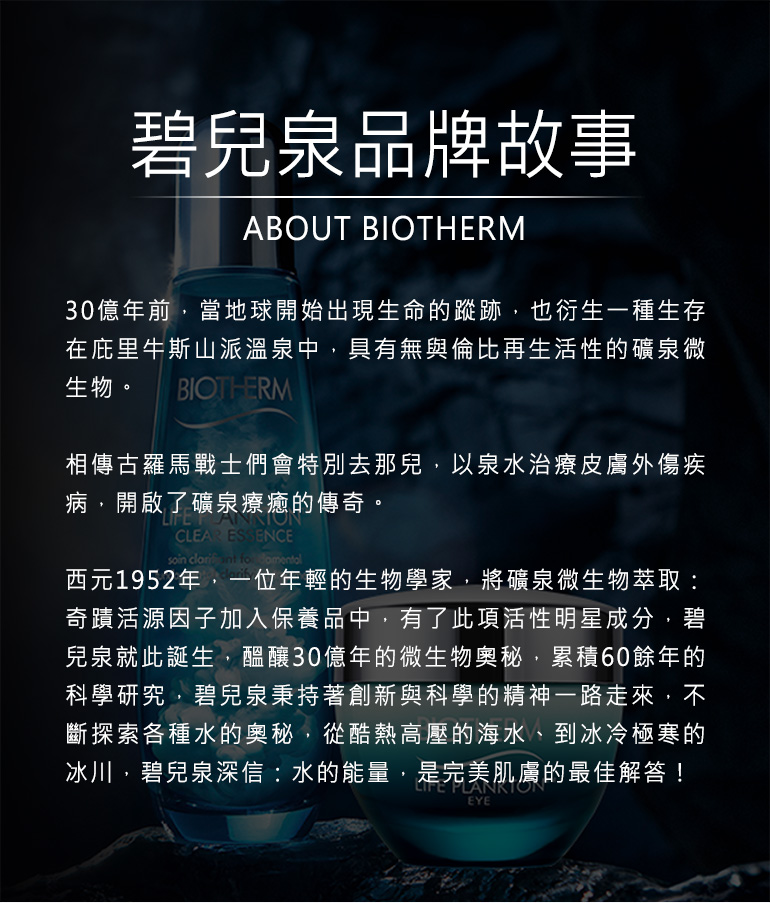 碧兒泉品牌故事
ABOUT BIOTHERM
30億年前，當地球開始出現生命的蹤跡，也衍生一種生存
在庇里牛斯山派溫泉中，具有無與倫比再生活性的礦泉微
生物。
BIOTHERM
相傳古羅馬戰士們會特別去那兒，以泉水治療皮膚外傷疾
病，開啟了礦泉療癒的傳奇。
LIFE PLANKTON
CLEAR ESSENCE
soin clarifiant fondamental
西元1952年，一位年輕的生物學家，將礦泉微生物萃取：
奇蹟活源因子加入保養品中，有了此項活性明星成分，碧
兒泉就此誕生，醞釀30億年的微生物奧秘，累積60餘年的
科學研究，碧兒泉秉持著創新與科學的精神一路走來，不
斷探索各種水的奧秘，從酷熱高壓的海水、到冰冷極寒的
BIOTHERM
冰川，碧兒泉深信：水的能量，是完美肌膚的最佳解答！
LIFE PLANKTON
EYE